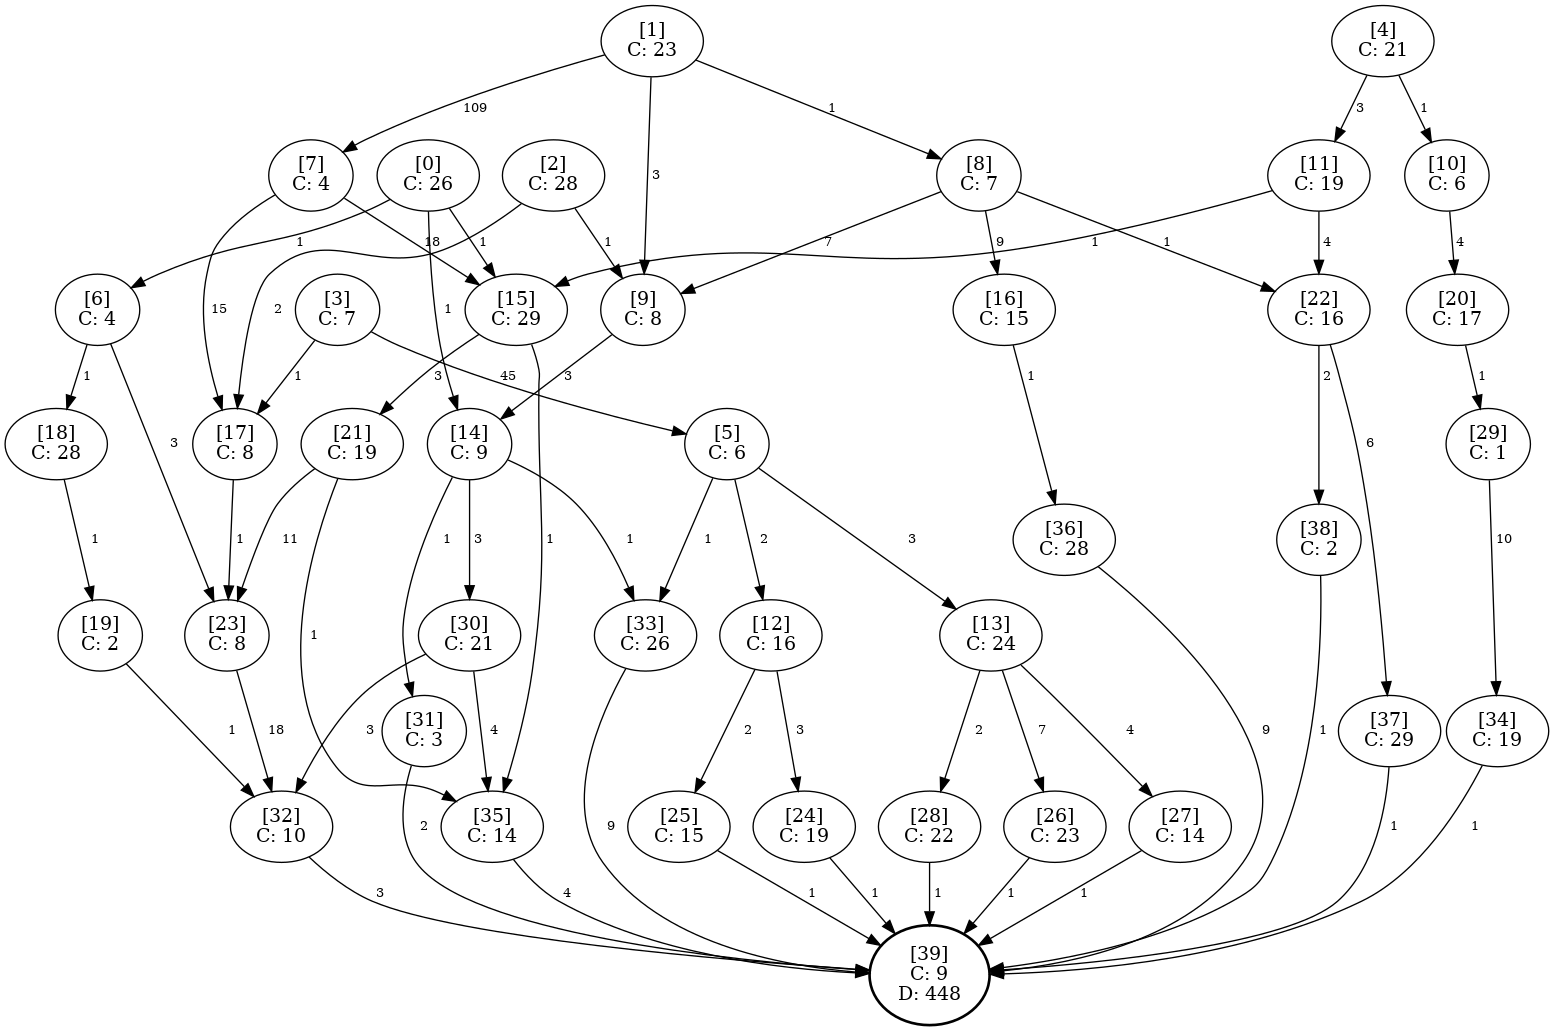 [1]
C: 23
[4]
C: 21
109
3
1
3
1
[7]
C: 4
[0]
C: 26
[2]
C: 28
[8]
C: 7
[11]
C: 19
[10]
C: 6
1
18
1
1
7
9
1
1
4
4
[6]
C: 4
15
2
[3]
C: 7
1
[15]
C: 29
[9]
C: 8
[16]
C: 15
[22]
C: 16
[20]
C: 17
1
1
3
45
3
1
2
1
[18]
C: 28
3
[17]
C: 8
[21]
C: 19
[14]
C: 9
[5]
C: 6
6
[29]
C: 1
1
1
11
1
3
1
1
1
2
3
[36]
C: 28
[38]
C: 2
10
[19]
C: 2
[23]
C: 8
1
[30]
C: 21
[33]
C: 26
[12]
C: 16
[13]
C: 24
1
18
3
[31]
C: 3
4
2
3
2
7
4
9
1
[37]
C: 29
[34]
C: 19
[32]
C: 10
2
[35]
C: 14
9
[25]
C: 15
[24]
C: 19
[28]
C: 22
[26]
C: 23
[27]
C: 14
1
1
3
4
1
1
1
1
1
[39]
C: 9
D: 448